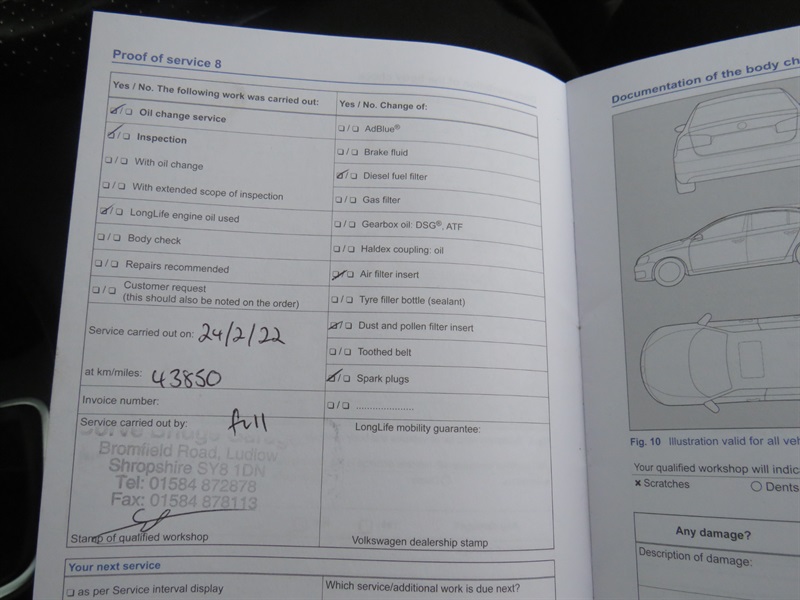 Proof of service 8
Yes / No. The following work was carried out:
☑/☐ Oil change service
☑/☐ Inspection
☐/☐ With oil change
☐/☐ With extended scope of inspection
☑/☐ LongLife engine oil used
☐/☐ Body check
☐/☐ Repairs recommended
☐/☐ Customer request
(this should also be noted on the order)
Service carried out on: 24/2/22
at km/miles: 43850
Invoice number:
Service carried out by: full
Bromfield Road, Ludlow
Shropshire SY8 1DN
Tel: 01584 872878
Fax: 01584 878113
Stamp of qualified workshop
Yes / No. Change of:
☐/☐ AdBlue®
☐/☐ Brake fluid
☑/☐ Diesel fuel filter
☐/☐ Gas filter
☐/☐ Gearbox oil: DSG®, ATF
☐/☐ Haldex coupling: oil
☑/☐ Air filter insert
☐/☐ Tyre filler bottle (sealant)
☑/☐ Dust and pollen filter insert
☐/☐ Toothed belt
☑/☐ Spark plugs
☐/☐ .....................
LongLife mobility guarantee:
Volkswagen dealership stamp
Your next service
☐ as per Service interval display
Which service/additional work is due next?
Documentation of the body
Fig. 10 Illustration valid for all
Your qualified workshop will
× Scratches
○ Dents
Any damage?
Description of damage: